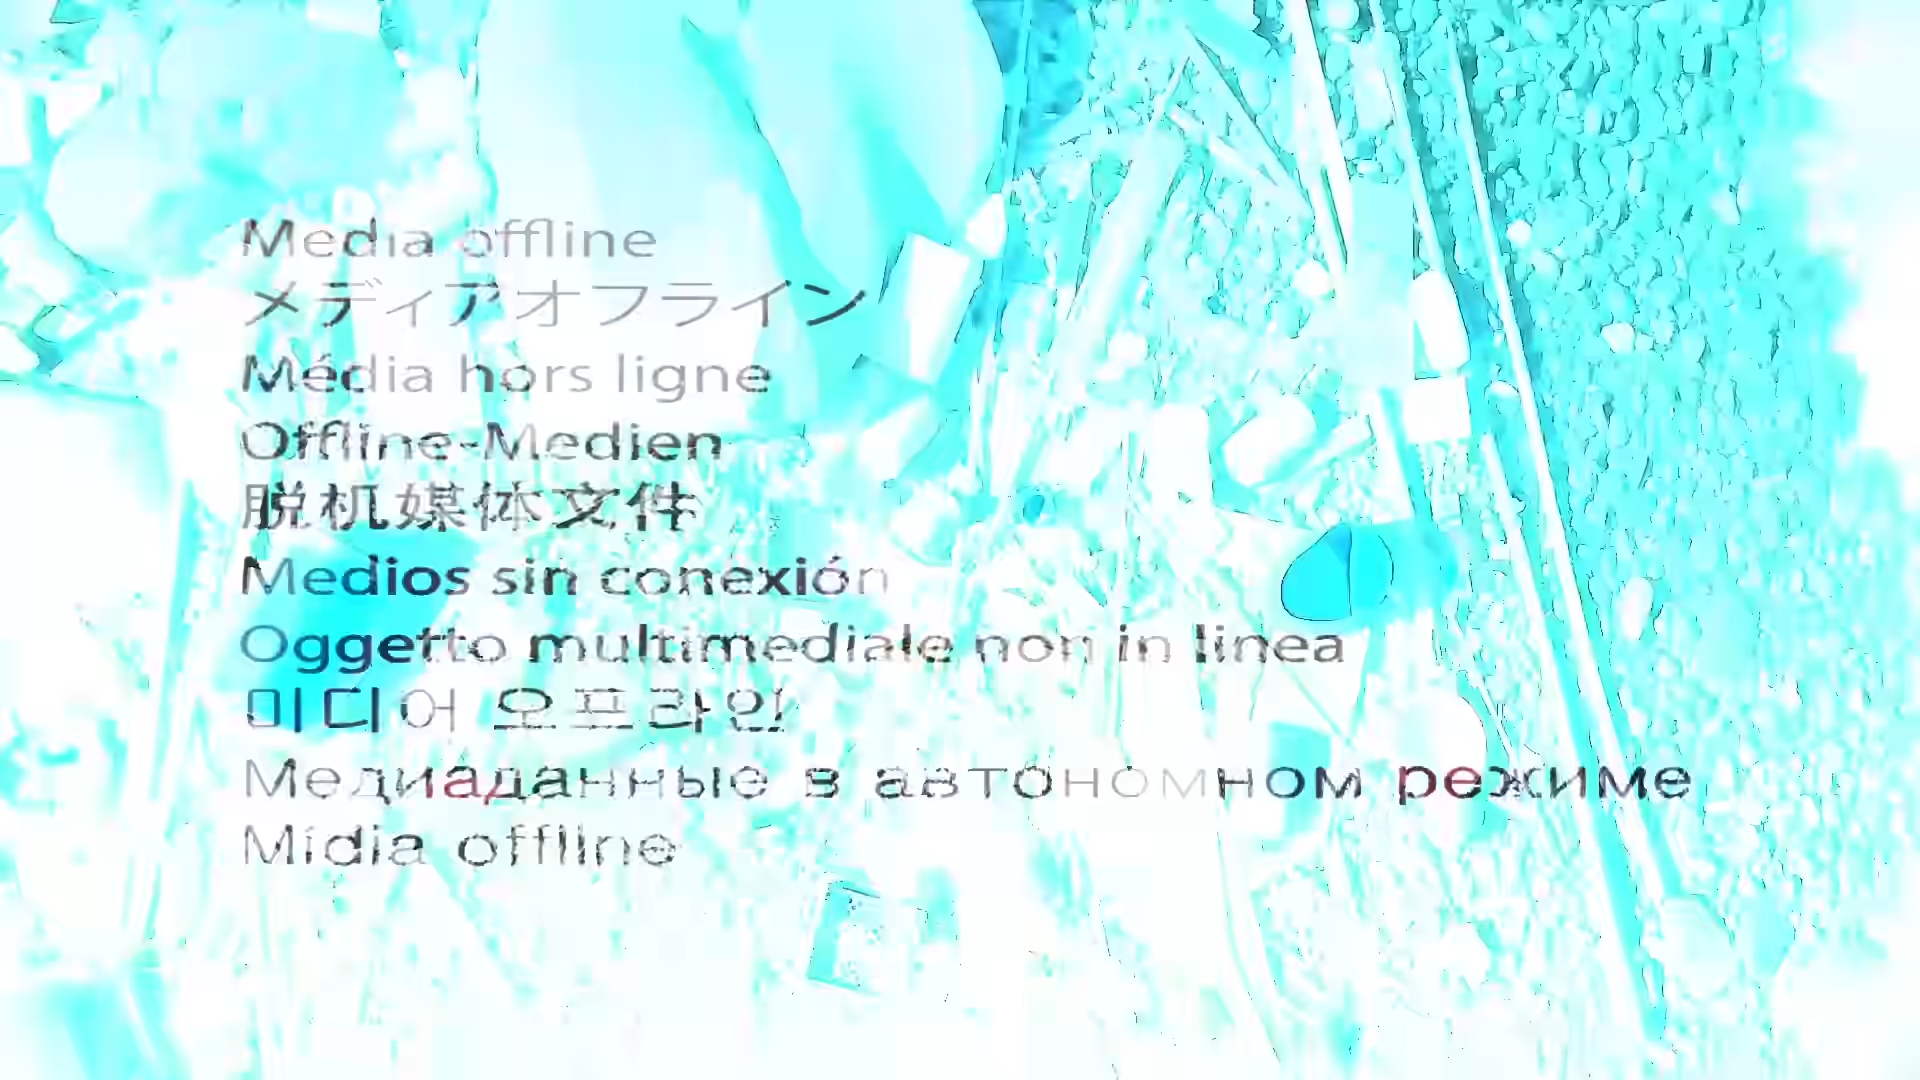 Media offline
メディアオフライン
Média hors ligne
Offline-Medien
脱机媒体文件
Medios sin conexión
Oggetto multimediale non in linea
미디어 오프라인
Медиаданные в автономном режиме
Mídia offline